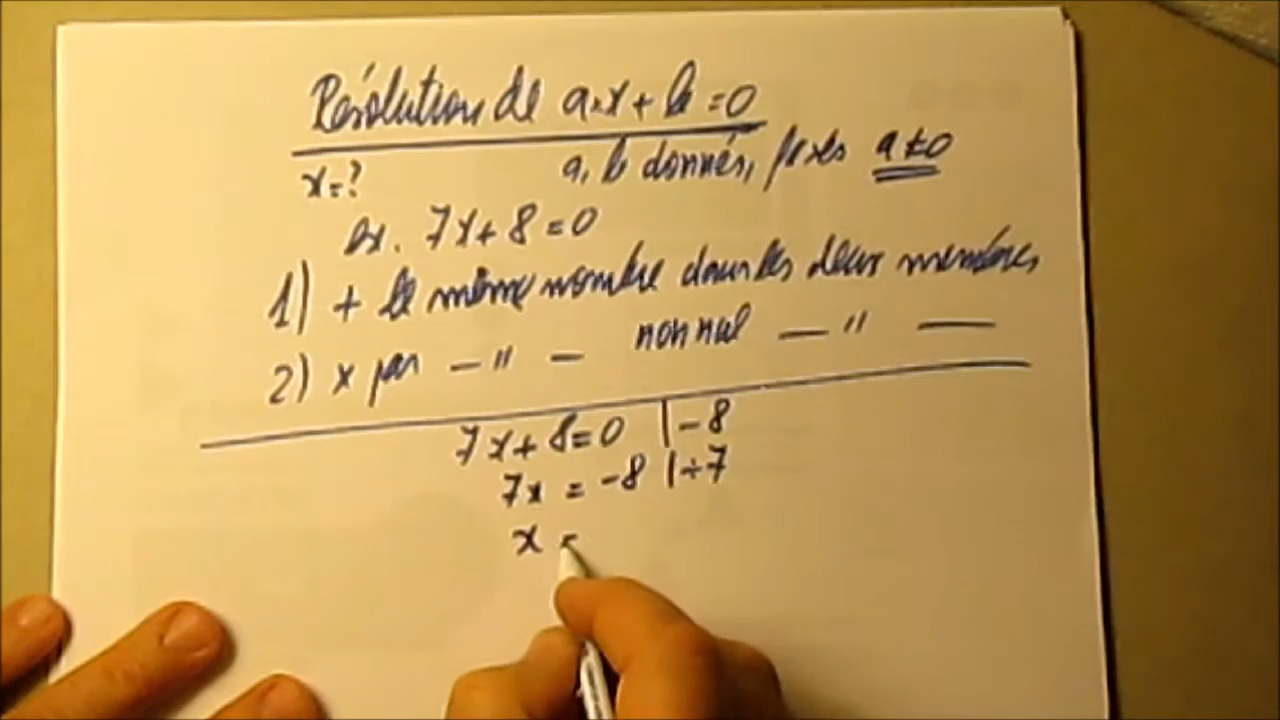 Résolution de a·x + b = 0
x = ? a, b donnés, fixés a ≠ 0
ex. 7x + 8 = 0
1) + le même nombre dans les deux membres
2) x par — " — non nul — " —
7x + 8 = 0 | - 8
7x = -8 | ÷ 7
x =